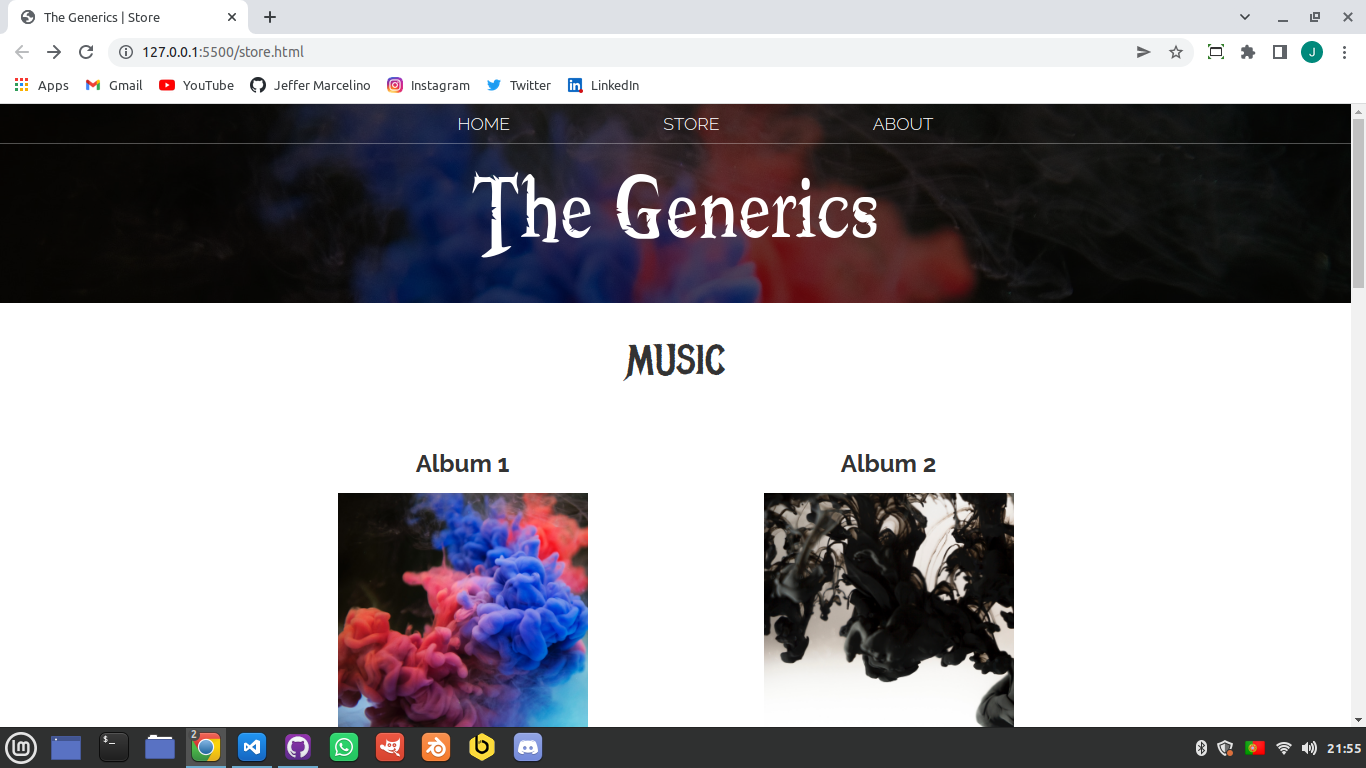 The Generics | Store
127.0.0.1:5500/store.html
J
Apps Gmail YouTube Jeffer Marcelino Instagram Twitter LinkedIn
HOME STORE ABOUT
The Generics
MUSIC
Album 1 Album 2
2
21:55